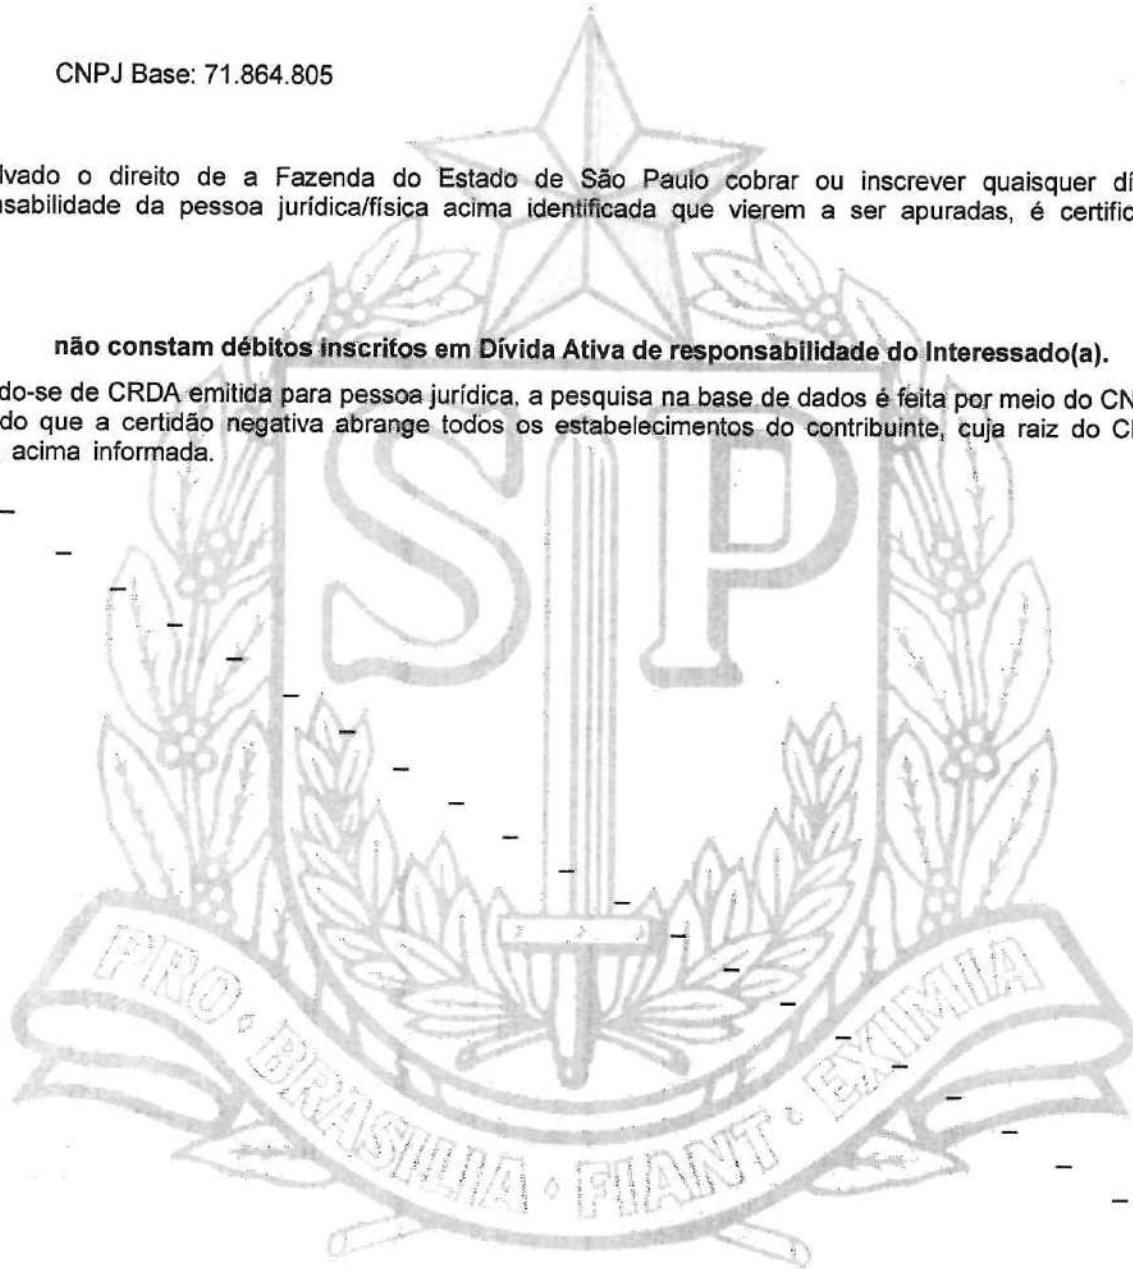 CNPJ Base: 71.864.805
lvado o direito de a Fazenda do Estado de São Paulo cobrar ou inscrever quaisquer dí
nsabilidade da pessoa jurídica/física acima identificada que vierem a ser apuradas, é certific
não constam débitos inscritos em Dívida Ativa de responsabilidade do Interessado(a).
do-se de CRDA emitida para pessoa jurídica, a pesquisa na base de dados é feita por meio do CN
do que a certidão negativa abrange todos os estabelecimentos do contribuinte, cuja raiz do C
acima informada.
SP
PRO • BRASILIA • FIANT • EXIMIA